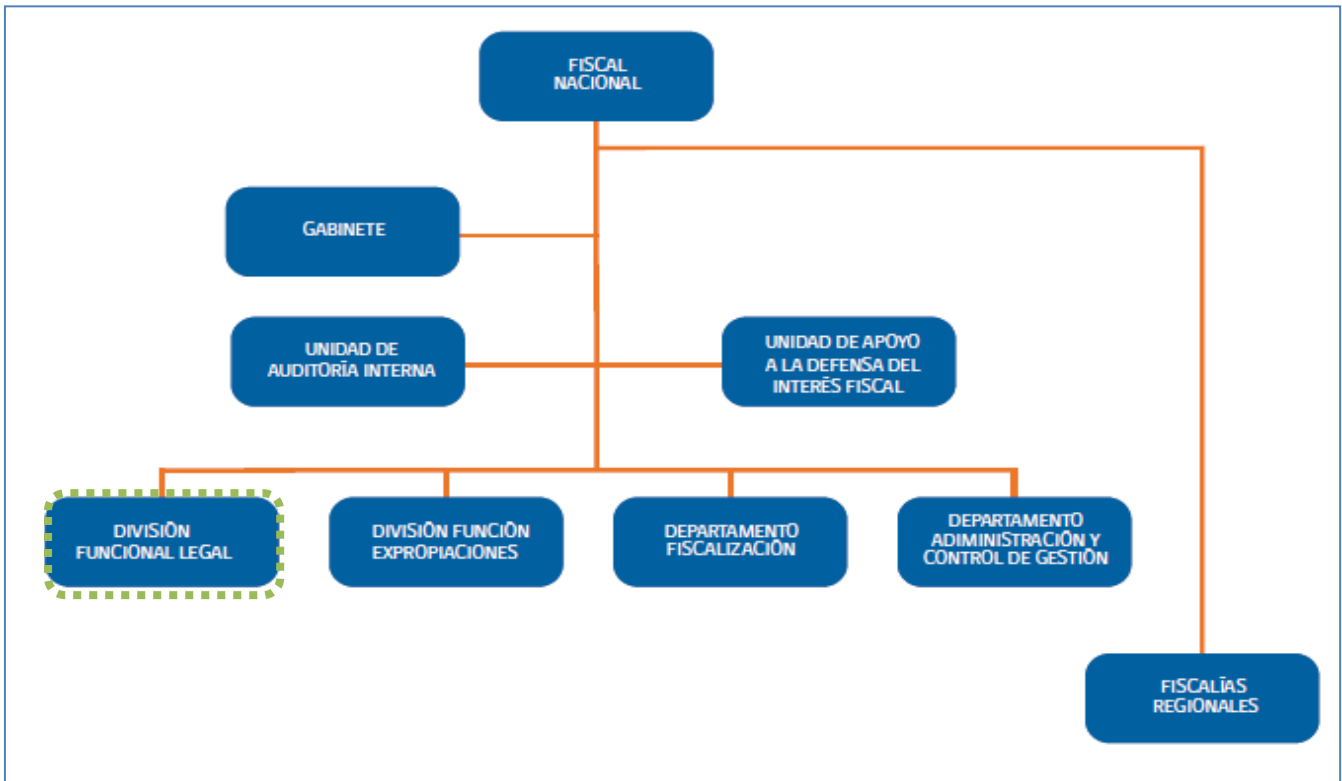 FISCAL
NACIONAL
GABINETE
UNIDAD DE
AUDITORÍA INTERNA
UNIDAD DE APOYO
A LA DEFENSA DEL
INTERÉS FISCAL
DIVISIÓN
FUNCIONAL LEGAL
DIVISIÓN FUNCIÓN
EXPROPIACIONES
DEPARTAMENTO
FISCALIZACIÓN
DEPARTAMENTO
ADIMINISTRACIÓN Y
CONTROL DE GESTIÓN
FISCALÍAS
REGIONALES